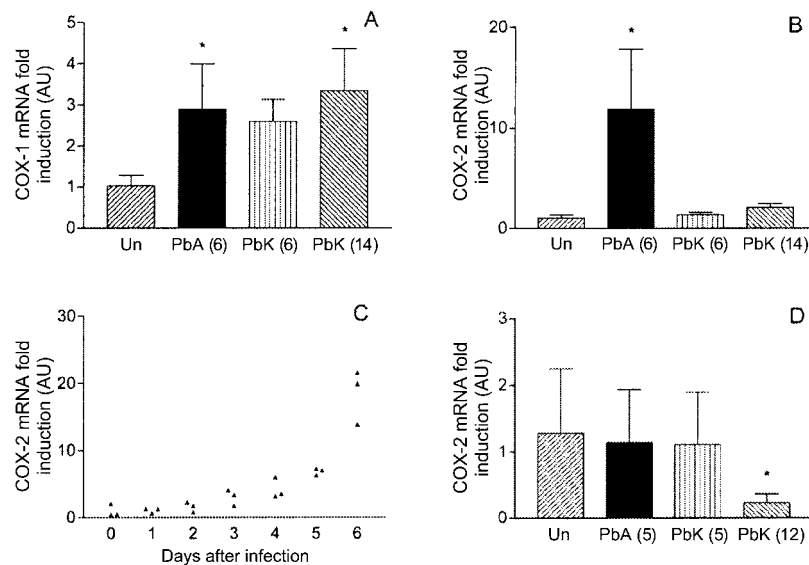 A
COX-1 mRNA fold
induction (AU)
5
4
3
2
1
0
*
*
Un PbA (6) PbK (6) PbK (14)
B
COX-2 mRNA fold
induction (AU)
20
10
0
*
Un PbA (6) PbK (6) PbK (14)
C
COX-2 mRNA fold
induction (AU)
30
20
10
0
0 1 2 3 4 5 6
Days after infection
D
COX-2 mRNA fold
induction (AU)
3
2
1
0
*
Un PbA (5) PbK (5) PbK (12)